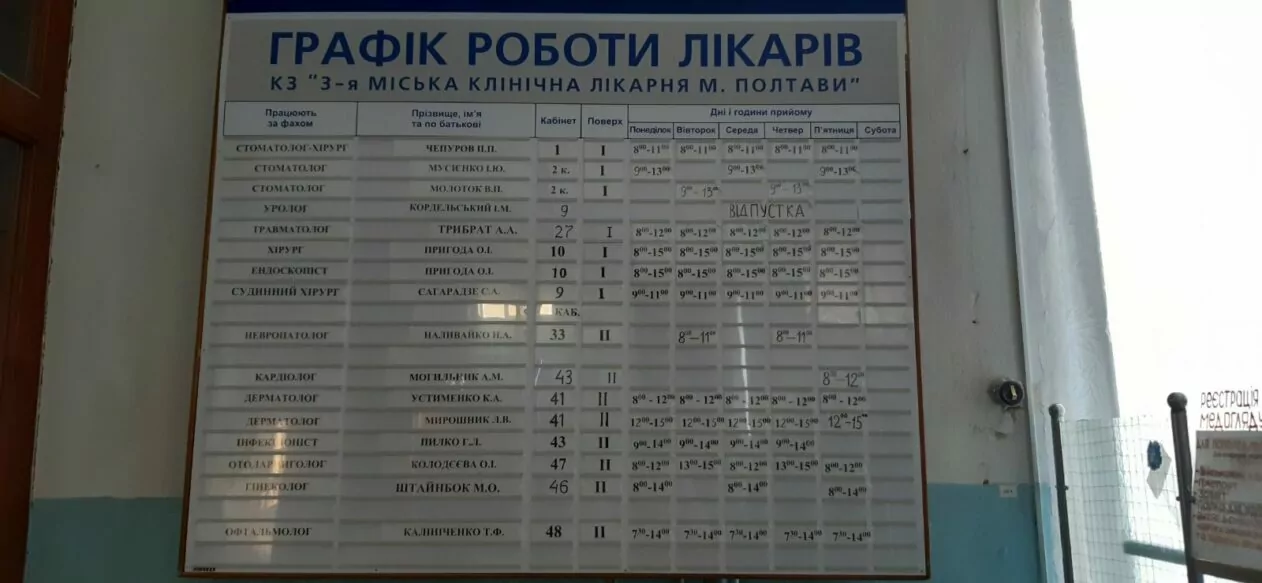 ГРАФІК РОБОТИ ЛІКАРІВ
КЗ "3-я МІСЬКА КЛІНІЧНА ЛІКАРНЯ М. ПОЛТАВИ"
Працюють за фахом Прізвище, ім'я та по батькові Кабінет Поверх Дні і години прийому
Понеділок Вівторок Середа Четвер П'ятниця Субота
СТОМАТОЛОГ-ХІРУРГ ЧЕПУРОВ П.П. 1 I 8⁰⁰-11⁰⁰ 8⁰⁰-11⁰⁰ 8⁰⁰-11⁰⁰ 8⁰⁰-11⁰⁰ 8⁰⁰-11⁰⁰
СТОМАТОЛОГ МУСІЄНКО І.Ю. 2 к. I 9⁰⁰-13⁰⁰ 9⁰⁰-13⁰⁰ 9⁰⁰-13⁰⁰
СТОМАТОЛОГ МОЛОТОК В.П. 2 к. I 9⁰⁰-13⁰⁰ 9⁰⁰-13⁰⁰
УРОЛОГ КОРДЕЛЬСЬКИЙ І.М. 9 ВІДПУСТКА
ТРАВМАТОЛОГ ТРИБРАТ А.А. 27 I 8⁰⁰-12⁰⁰ 8⁰⁰-12⁰⁰ 8⁰⁰-12⁰⁰ 8⁰⁰-12⁰⁰ 8⁰⁰-12⁰⁰
ХІРУРГ ПРИГОДА О.І. 10 I 8⁰⁰-15⁰⁰ 8⁰⁰-15⁰⁰ 8⁰⁰-15⁰⁰ 8⁰⁰-15⁰⁰ 8⁰⁰-15⁰⁰
ЕНДОСКОПІСТ ПРИГОДА О.І. 10 I 8⁰⁰-15⁰⁰ 8⁰⁰-15⁰⁰ 8⁰⁰-15⁰⁰ 8⁰⁰-15⁰⁰ 8⁰⁰-15⁰⁰
СУДИННИЙ ХІРУРГ САГАРАДЗЕ С.А. 9 I 9⁰⁰-11⁰⁰ 9⁰⁰-11⁰⁰ 9⁰⁰-11⁰⁰ 9⁰⁰-11⁰⁰ 9⁰⁰-11⁰⁰
КАБ.
НЕВРОПАТОЛОГ НАЛИВАЙКО Н.А. 33 II 8⁰⁰-11⁰⁰ 8⁰⁰-11⁰⁰
КАРДІОЛОГ МОГИЛЬНИК А.М. 43 II 8⁰⁰-12⁰⁰
ДЕРМАТОЛОГ УСТИМЕНКО К.А. 41 II 8⁰⁰ - 12⁰⁰ 8⁰⁰ - 12⁰⁰ 8⁰⁰ - 12⁰⁰ 8⁰⁰ - 12⁰⁰ 8⁰⁰ - 12⁰⁰
ДЕРМАТОЛОГ МИРОШНИК Л.В. 41 II 12⁰⁰-15⁰⁰ 12⁰⁰-15⁰⁰ 12⁰⁰-15⁰⁰ 12⁰⁰-15⁰⁰ 12⁰⁰-15⁰⁰
ІНФЕКЦІОНІСТ ПИЛКО Г.Л. 43 II 9⁰⁰-14⁰⁰ 9⁰⁰-14⁰⁰ 9⁰⁰-14⁰⁰ 9⁰⁰-14⁰⁰
ОТОЛАРИНГОЛОГ КОЛОДЄЄВА О.І. 47 II 8⁰⁰-12⁰⁰ 13⁰⁰-15⁰⁰ 8⁰⁰-12⁰⁰ 13⁰⁰-15⁰⁰ 8⁰⁰-12⁰⁰
ГІНЕКОЛОГ ШТАЙНБОК М.О. 46 II 8⁰⁰-14⁰⁰ 8⁰⁰-14⁰⁰ 8⁰⁰-14⁰⁰
ОФТАЛЬМОЛОГ КАЛІНІЧЕНКО Т.Ф. 48 II 7³⁰-14⁰⁰ 7³⁰-14⁰⁰ 7³⁰-14⁰⁰ 7³⁰-14⁰⁰ 7³⁰-14⁰⁰
РЕЄСТРАЦІЯ
МЕДОГЛЯДУ